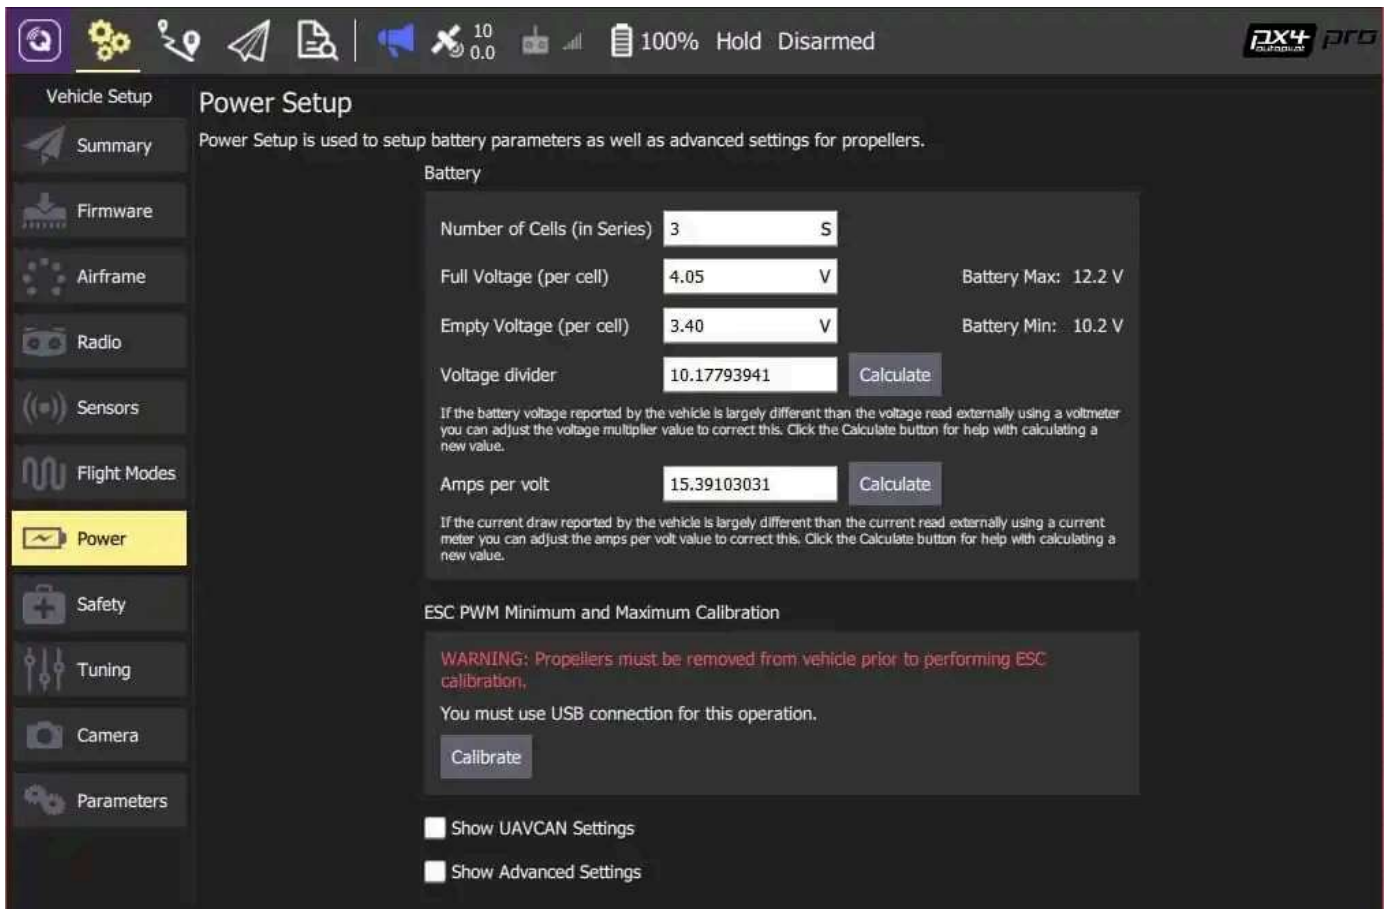 10
0.0
100% Hold Disarmed
px4 pro
autopilot
Vehicle Setup
Summary
Firmware
Airframe
Radio
Sensors
Flight Modes
Power
Safety
Tuning
Camera
Parameters
Power Setup
Power Setup is used to setup battery parameters as well as advanced settings for propellers.
Battery
Number of Cells (in Series) 3 S
Full Voltage (per cell) 4.05 V Battery Max: 12.2 V
Empty Voltage (per cell) 3.40 V Battery Min: 10.2 V
Voltage divider 10.17793941 Calculate
If the battery voltage reported by the vehicle is largely different than the voltage read externally using a voltmeter
you can adjust the voltage multiplier value to correct this. Click the Calculate button for help with calculating a
new value.
Amps per volt 15.39103031 Calculate
If the current draw reported by the vehicle is largely different than the current read externally using a current
meter you can adjust the amps per volt value to correct this. Click the Calculate button for help with calculating a
new value.
ESC PWM Minimum and Maximum Calibration
WARNING: Propellers must be removed from vehicle prior to performing ESC
calibration.
You must use USB connection for this operation.
Calibrate
Show UAVCAN Settings
Show Advanced Settings